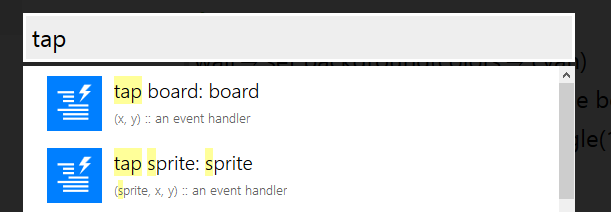 tap
tap board: board
(x, y) :: an event handler
tap sprite: sprite
(sprite, x, y) :: an event handler